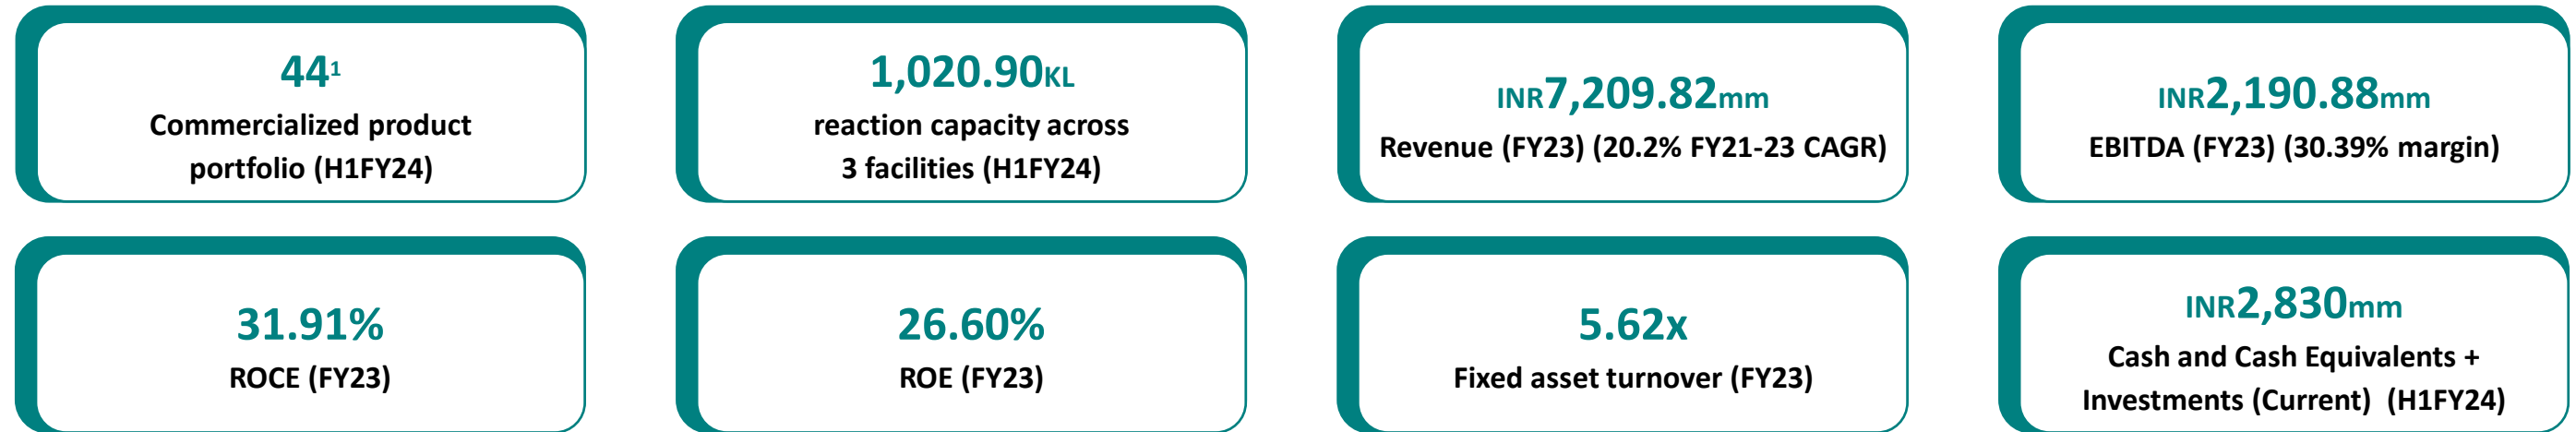 44¹
Commercialized product
portfolio (H1FY24)
1,020.90KL
reaction capacity across
3 facilities (H1FY24)
INR7,209.82mm
Revenue (FY23) (20.2% FY21-23 CAGR)
INR2,190.88mm
EBITDA (FY23) (30.39% margin)
31.91%
ROCE (FY23)
26.60%
ROE (FY23)
5.62x
Fixed asset turnover (FY23)
INR2,830mm
Cash and Cash Equivalents +
Investments (Current) (H1FY24)